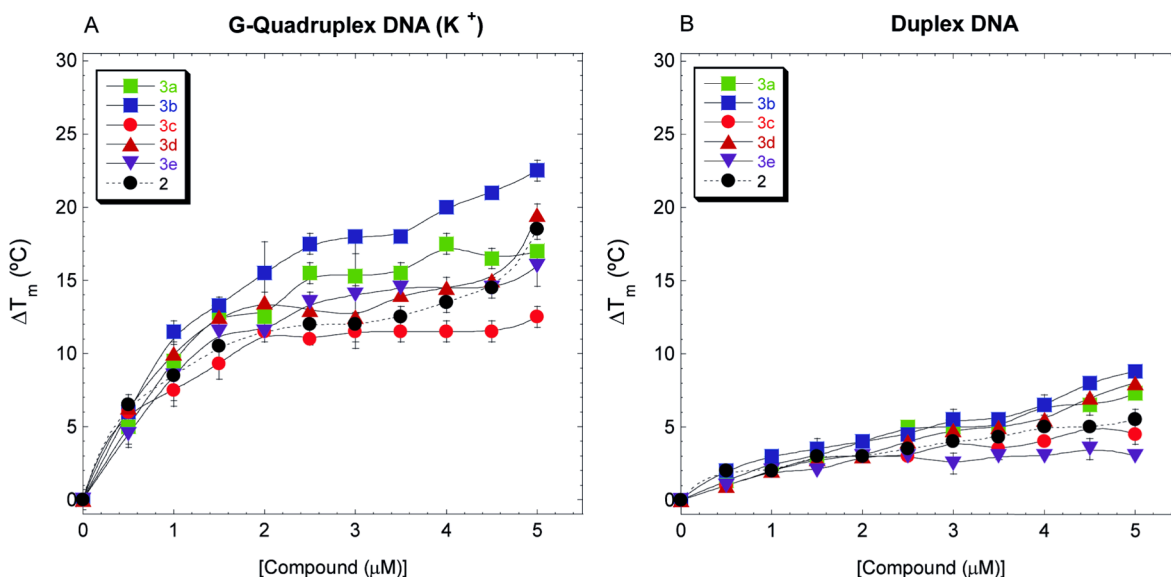 A
G-Quadruplex DNA (K +)
30
25
20
15
10
5
0
ΔTm (ºC)
3a
3b
3c
3d
3e
2
0
1
2
3
4
5
[Compound (μM)]
B
Duplex DNA
30
25
20
15
10
5
0
ΔTm (ºC)
3a
3b
3c
3d
3e
2
0
1
2
3
4
5
[Compound (μM)]